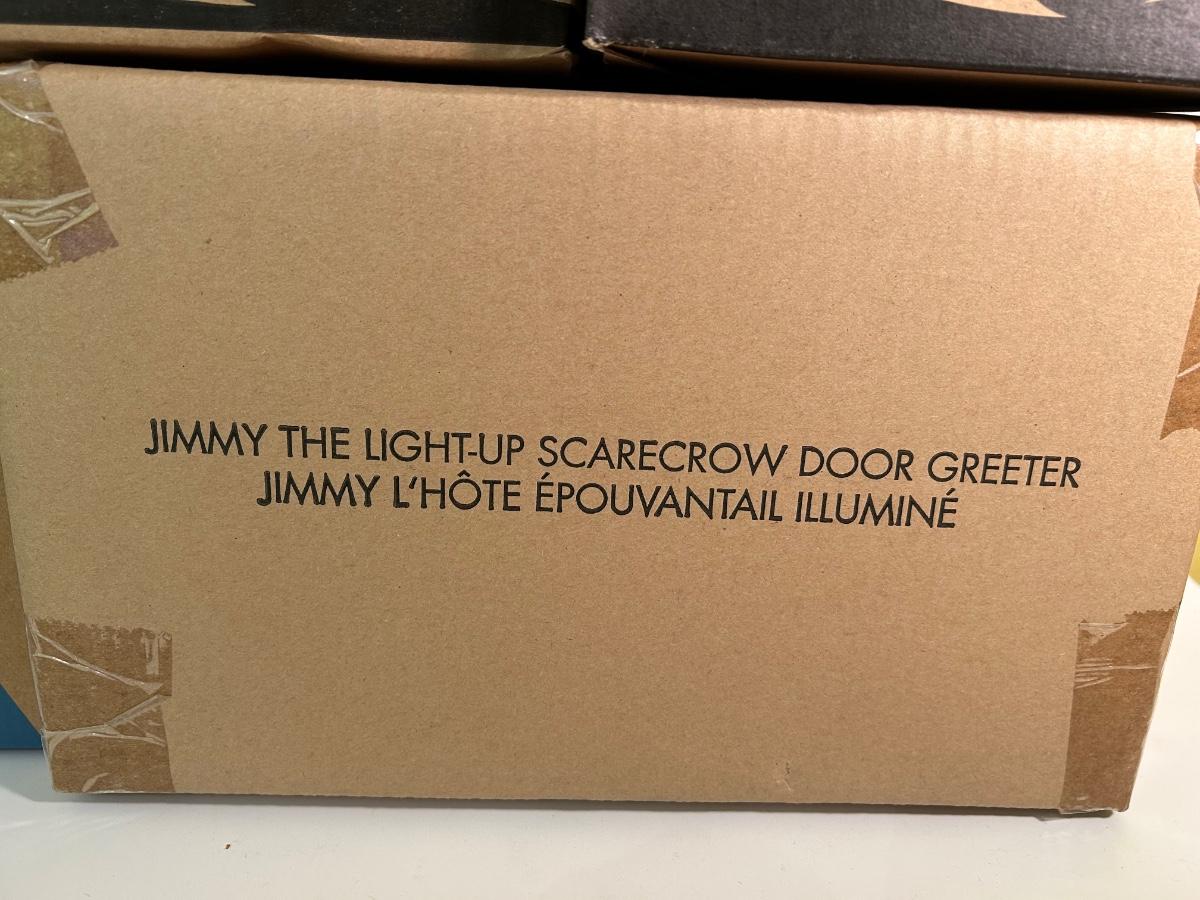 JIMMY THE LIGHT-UP SCARECROW DOOR GREETER
JIMMY L'HÔTE ÉPOUVANTAIL ILLUMINÉ